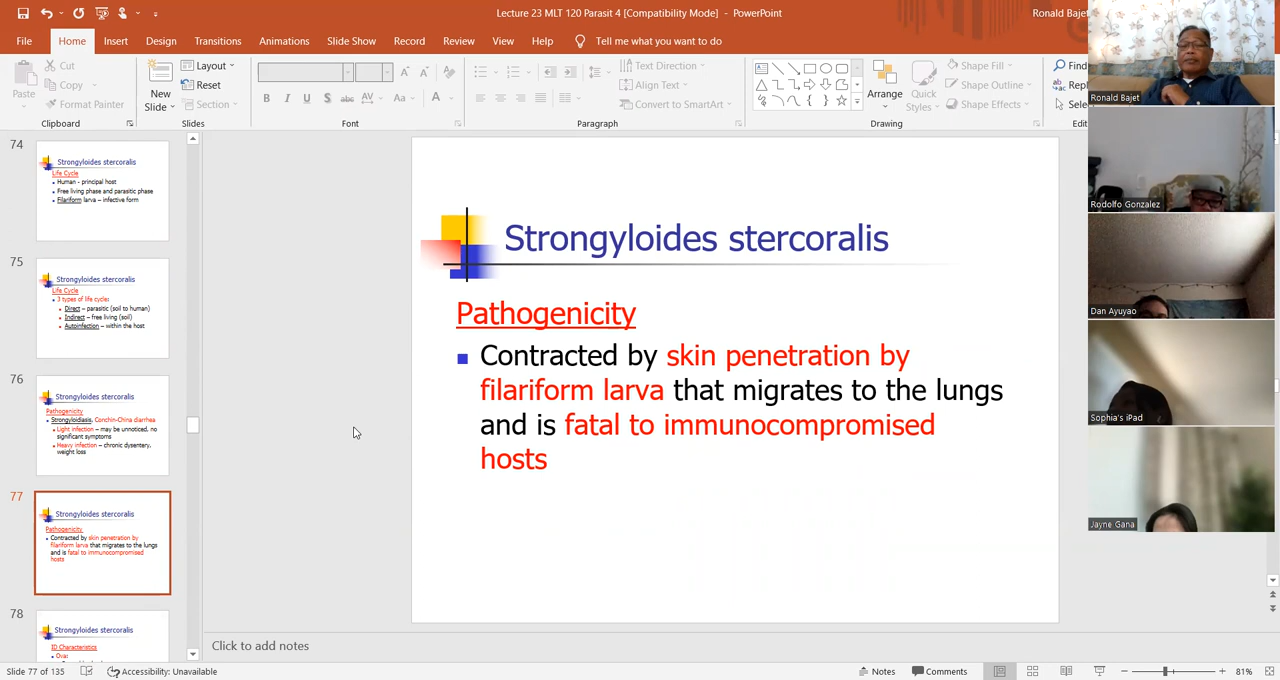 Lecture 23 MLT 120 Parasit 4 [Compatibility Mode] - PowerPoint
Ronald Bajet
File Home Insert Design Transitions Animations Slide Show Record Review View Help Tell me what you want to do
Paste
Cut
Copy
Format Painter
Clipboard
New
Slide
Layout
Reset
Section
Slides
B I U S abc AV Aa A
Font
Text Direction
Align Text
Convert to SmartArt
Paragraph
Arrange
Quick
Styles
Shape Fill
Shape Outline
Shape Effects
Drawing
Find
Repl
Sele
Edit
74
Strongyloides stercoralis
Life Cycle
Human - principal host
Free living phase and parasitic phase
Filariform larva – infective form
75
Strongyloides stercoralis
Life Cycle
3 types of life cycle:
Direct – parasitic (soil to human)
Indirect – free living (soil)
Autoinfection – within the host
76
Strongyloides stercoralis
Pathogenicity
Strongyloidiasis, Conchin-China diarrhea
Light infection – may be unnoticed, no
significant symptoms
Heavy infection – chronic dysentery,
weight loss
77
Strongyloides stercoralis
Pathogenicity
Contracted by skin penetration by
filariform larva that migrates to the lungs
and is fatal to immunocompromised
hosts
78
Strongyloides stercoralis
ID Characteristics
Ova:
Strongyloides stercoralis
Pathogenicity
Contracted by skin penetration by
filariform larva that migrates to the lungs
and is fatal to immunocompromised
hosts
Ronald Bajet
Rodolfo Gonzalez
Dan Ayuyao
Sophia's iPad
Jayne Gana
Click to add notes
Slide 77 of 135
Accessibility: Unavailable
Notes
Comments
81%